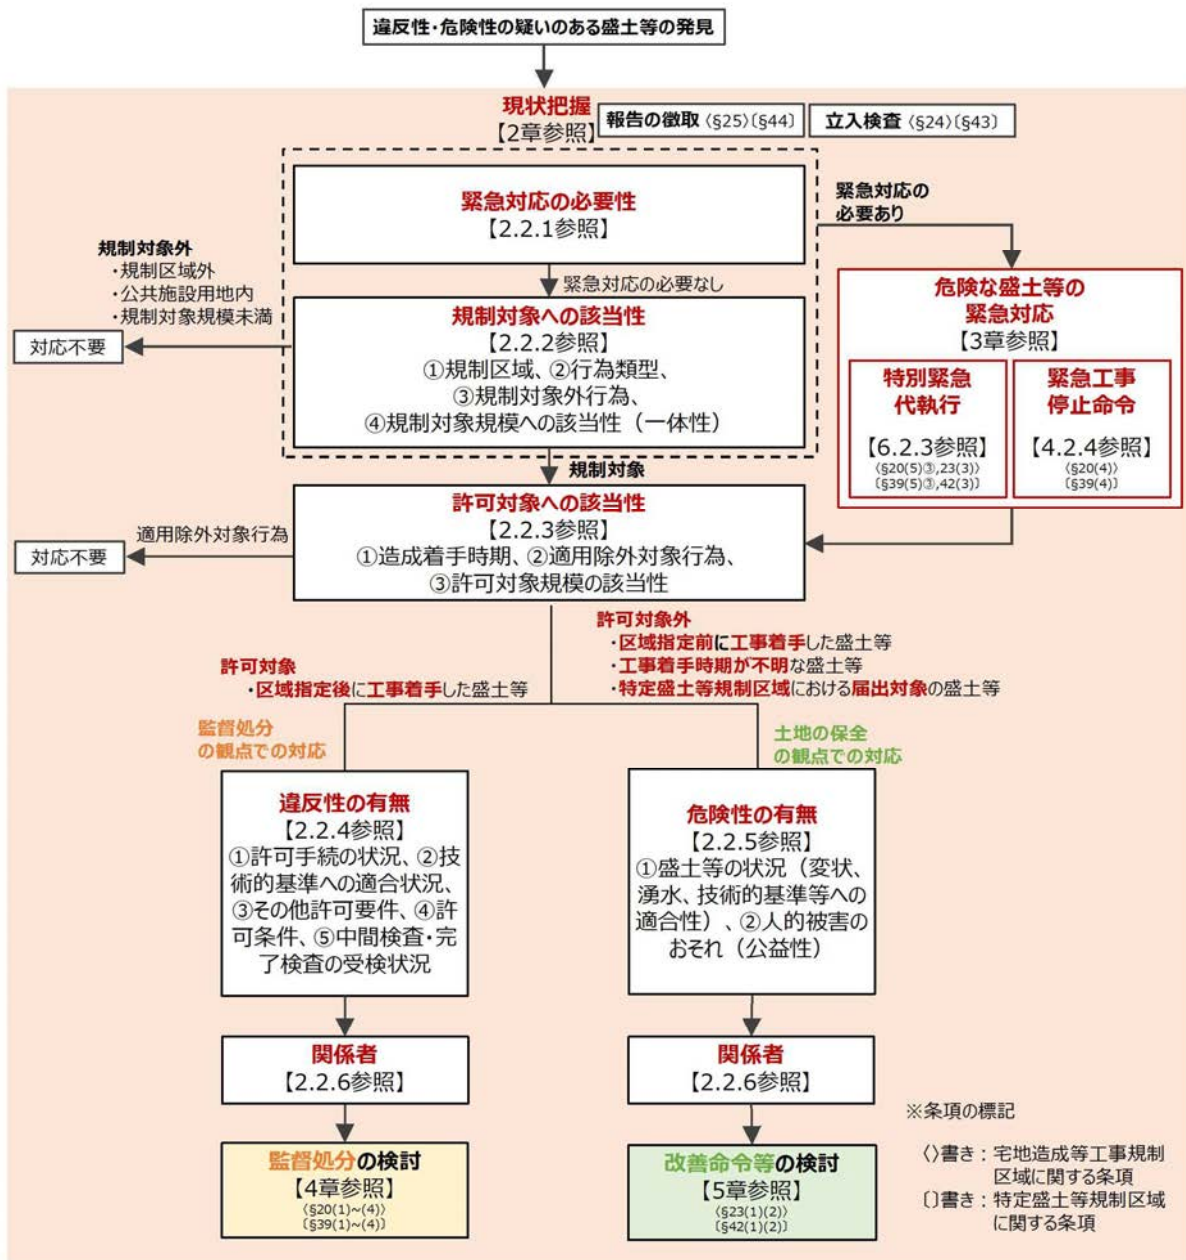 違反性・危険性の疑いのある盛土等の発見
現状把握
【2章参照】
報告の徴取〈§25〉〔§44〕
立入検査〈§24〉〔§43〕
緊急対応の必要性
【2.2.1参照】
緊急対応の
必要あり
緊急対応の必要なし
規制対象外
・規制区域外
・公共施設用地内
・規制対象規模未満
対応不要
規制対象への該当性
【2.2.2参照】
①規制区域、②行為類型、
③規制対象外行為、
④規制対象規模への該当性（一体性）
危険な盛土等の
緊急対応
【3章参照】
特別緊急
代執行
【6.2.3参照】
〈§20(5)③,23(3)〉
〔§39(5)③,42(3)〕
緊急工事
停止命令
【4.2.4参照】
〈§20(4)〉
〔§39(4)〕
規制対象
許可対象への該当性
【2.2.3参照】
①造成着手時期、②適用除外対象行為、
③許可対象規模の該当性
適用除外対象行為
対応不要
許可対象
・区域指定後に工事着手した盛土等
許可対象外
・区域指定前に工事着手した盛土等
・工事着手時期が不明な盛土等
・特定盛土等規制区域における届出対象の盛土等
監督処分
の観点での対応
土地の保全
の観点での対応
違反性の有無
【2.2.4参照】
①許可手続の状況、②技
術的基準への適合状況、
③その他許可要件、④許
可条件、⑤中間検査・完
了検査の受検状況
危険性の有無
【2.2.5参照】
①盛土等の状況（変状、
湧水、技術的基準等への
適合性）、②人的被害の
おそれ（公益性）
関係者
【2.2.6参照】
関係者
【2.2.6参照】
監督処分の検討
【4章参照】
〈§20(1)~(4)〉
〔§39(1)~(4)〕
改善命令等の検討
【5章参照】
〈§23(1)(2)〉
〔§42(1)(2)〕
※条項の標記
〈〉書き：宅地造成等工事規制
区域に関する条項
〔〕書き：特定盛土等規制区域
に関する条項